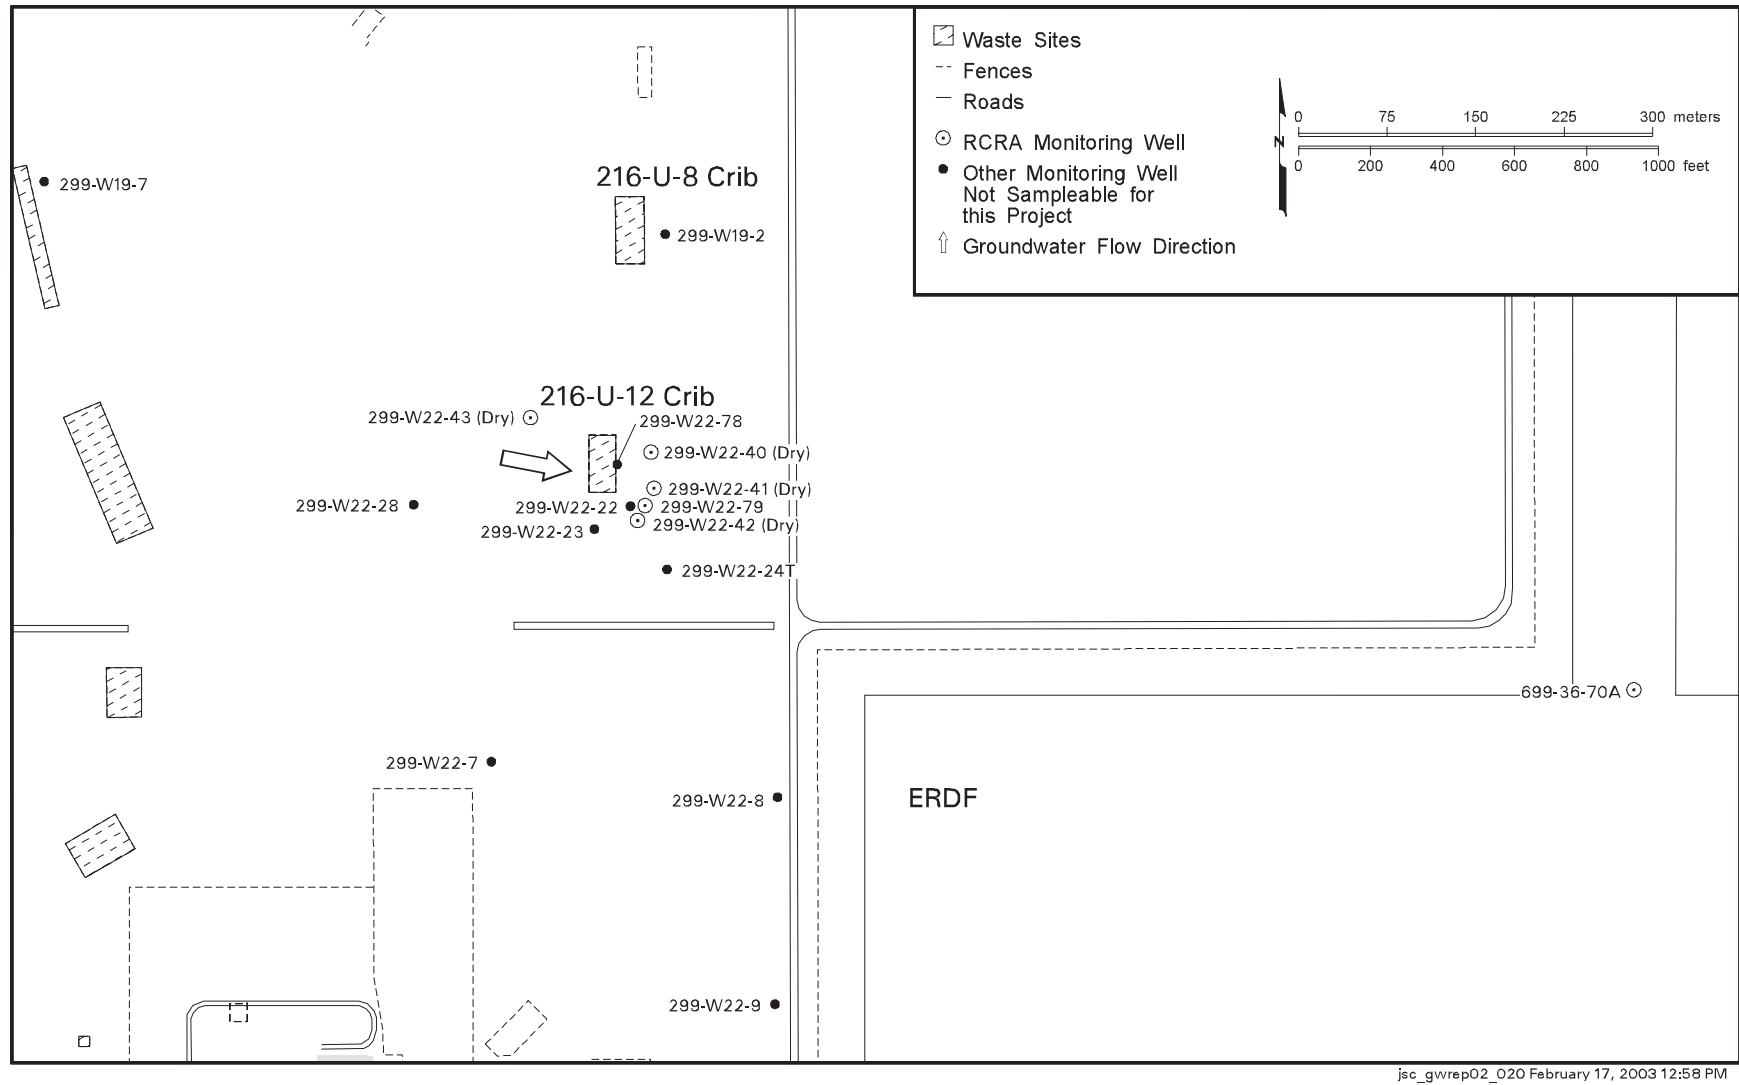 Waste Sites
Fences
Roads
RCRA Monitoring Well
Other Monitoring Well
Not Sampleable for
this Project
Groundwater Flow Direction
N
0 75 150 225 300 meters
0 200 400 600 800 1000 feet
216-U-8 Crib
299-W19-7
299-W19-2
216-U-12 Crib
299-W22-43 (Dry)
299-W22-78
299-W22-40 (Dry)
299-W22-41 (Dry)
299-W22-28
299-W22-22
299-W22-79
299-W22-42 (Dry)
299-W22-23
299-W22-24T
699-36-70A
299-W22-7
299-W22-8
ERDF
299-W22-9
jsc_gwrep02_020 February 17, 2003 12:58 PM